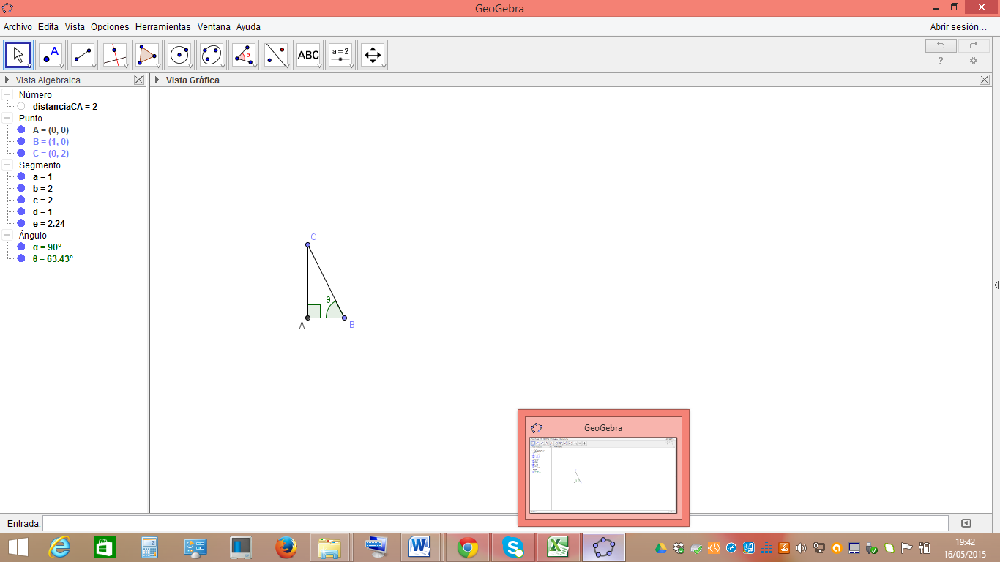 GeoGebra
Archivo Edita Vista Opciones Herramientas Ventana Ayuda Abrir sesión...
A α ABC a=2
?
Vista Algebraica Vista Gráfica
Número
distanciaCA = 2
Punto
A = (0, 0)
B = (1, 0)
C = (0, 2)
Segmento
a = 1
b = 2
c = 2
d = 1
e = 2.24
Ángulo
α = 90°
θ = 63.43°
C
θ
A B
GeoGebra
Entrada:
19:42
16/05/2015